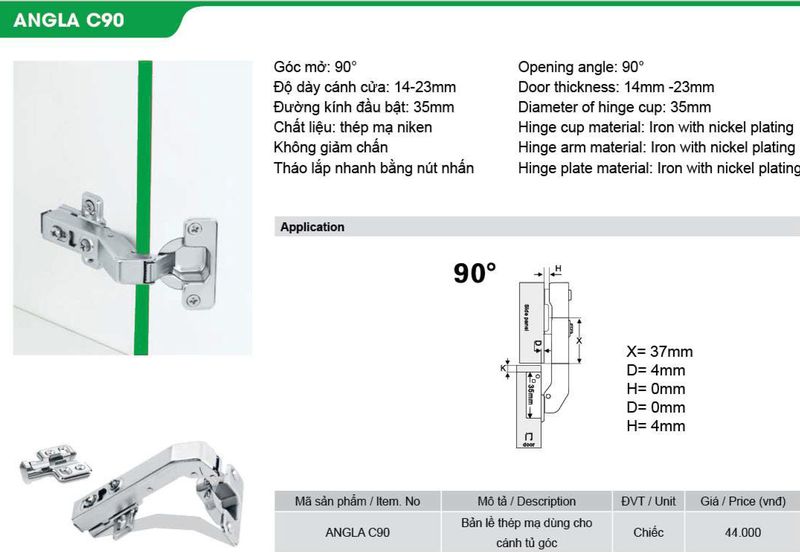 ANGLA C90
Góc mở: 90°
Độ dày cánh cửa: 14-23mm
Đường kính đầu bật: 35mm
Chất liệu: thép mạ niken
Không giảm chấn
Tháo lắp nhanh bằng nút nhấn
Opening angle: 90°
Door thickness: 14mm -23mm
Diameter of hinge cup: 35mm
Hinge cup material: Iron with nickel plating
Hinge arm material: Iron with nickel plating
Hinge plate material: Iron with nickel plating
Application
90°
H
Side panel
D
X
K
35mm
door
X= 37mm
D= 4mm
H= 0mm
D= 0mm
H= 4mm
Mã sản phẩm / Item. No Mô tả / Description ĐVT / Unit Giá / Price (vnđ)
ANGLA C90 Bản lề thép mạ dùng cho cánh tủ góc Chiếc 44.000